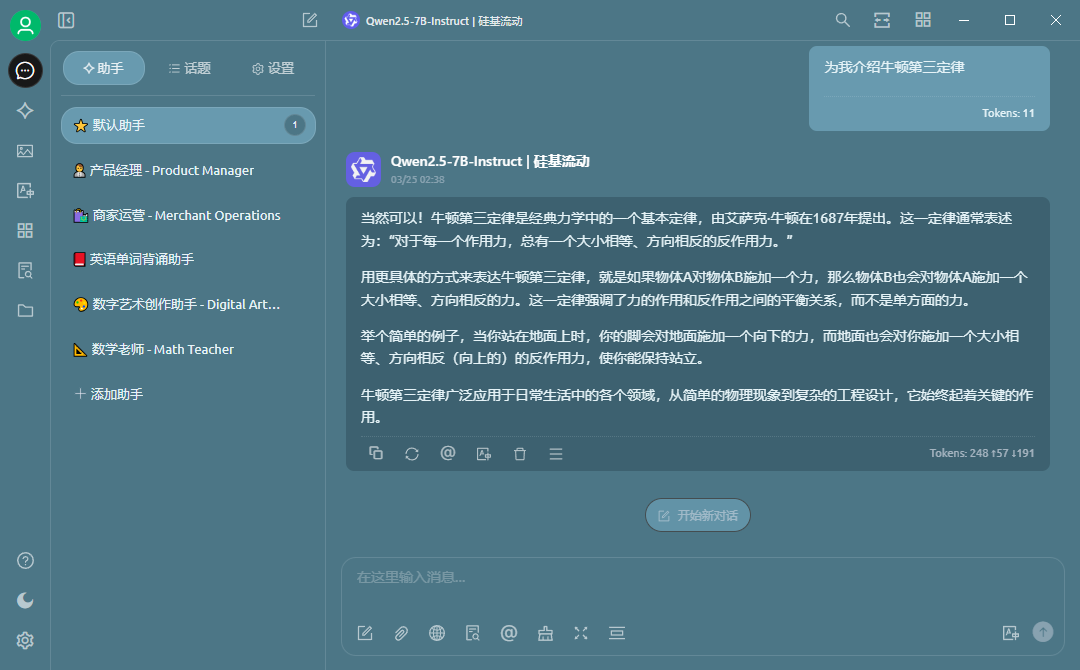 Qwen2.5-7B-Instruct | 硅基流动
助手
话题
设置
默认助手
1
产品经理 - Product Manager
商家运营 - Merchant Operations
英语单词背诵助手
数字艺术创作助手 - Digital Art...
数学老师 - Math Teacher
添加助手
为我介绍牛顿第三定律
Tokens: 11
Qwen2.5-7B-Instruct | 硅基流动
03/25 02:38
当然可以！牛顿第三定律是经典力学中的一个基本定律，由艾萨克·牛顿在1687年提出。这一定律通常表述
为：“对于每一个作用力，总有一个大小相等、方向相反的反作用力。”
用更具体的方式来表达牛顿第三定律，就是如果物体A对物体B施加一个力，那么物体B也会对物体A施加一个
大小相等、方向相反的力。这一定律强调了力的作用和反作用之间的平衡关系，而不是单方面的力。
举个简单的例子，当你站在地面上时，你的脚会对地面施加一个向下的力，而地面也会对你施加一个大小相
等、方向相反（向上的）的反作用力，使你能保持站立。
牛顿第三定律广泛应用于日常生活中的各个领域，从简单的物理现象到复杂的工程设计，它始终起着关键的作
用。
Tokens: 248 ↑57 ↓191
开始新对话
在这里输入消息...